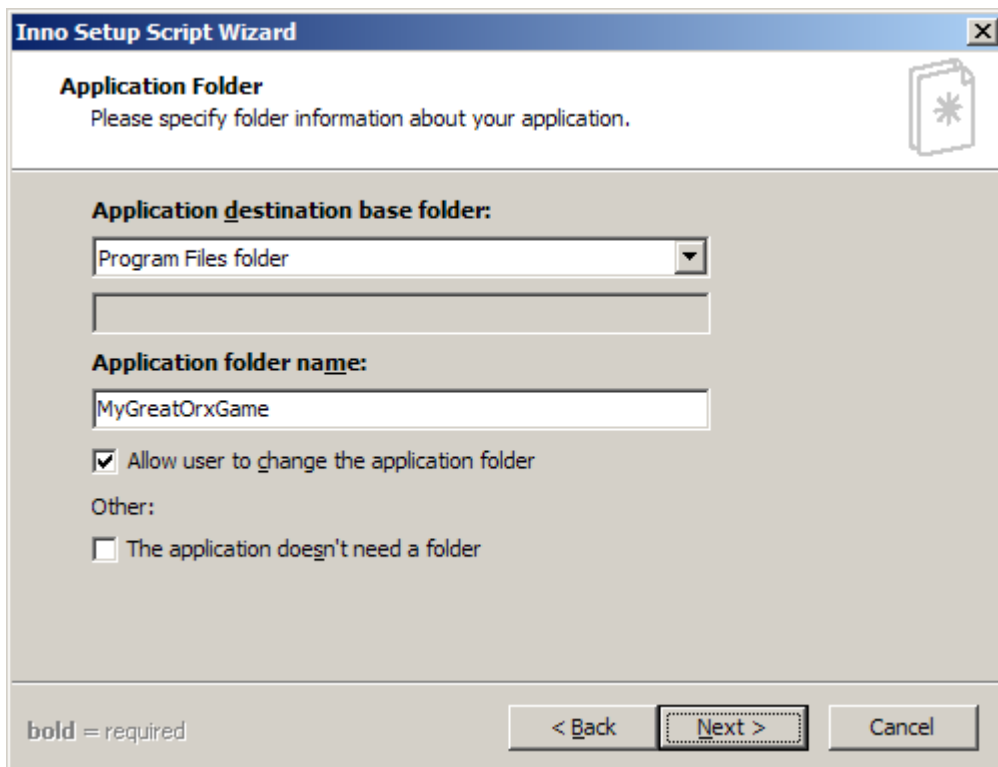 Inno Setup Script Wizard
Application Folder
Please specify folder information about your application.
Application destination base folder:
Program Files folder
Application folder name:
MyGreatOrxGame
Allow user to change the application folder
Other:
The application doesn't need a folder
bold = required
< Back
Next >
Cancel